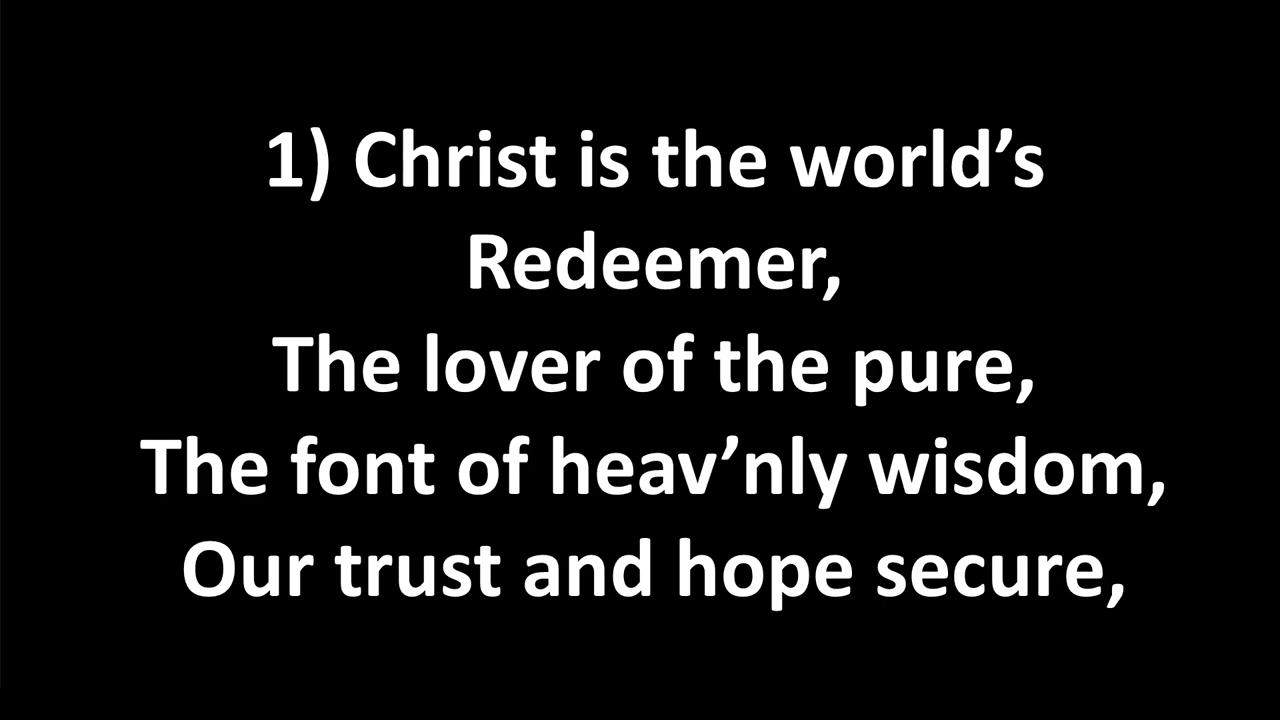 1) Christ is the world’s
Redeemer,
The lover of the pure,
The font of heav’nly wisdom,
Our trust and hope secure,